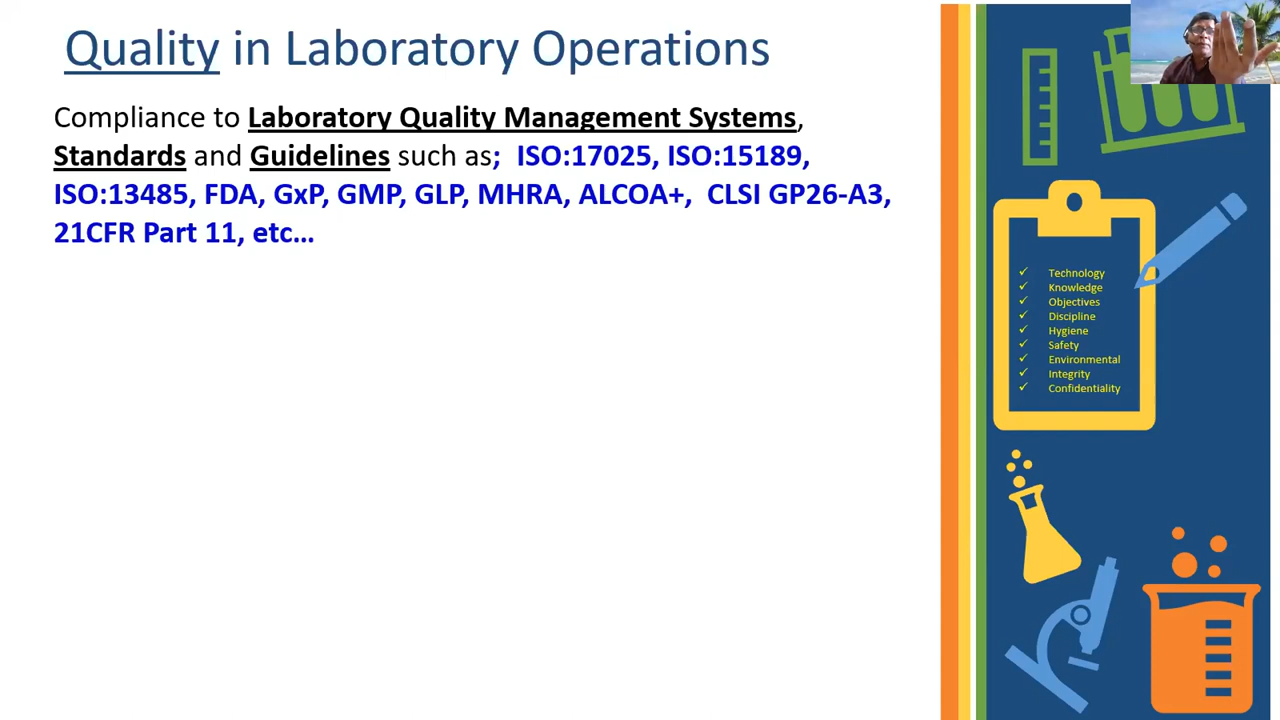 Quality in Laboratory Operations
Compliance to Laboratory Quality Management Systems,
Standards and Guidelines such as;  ISO:17025, ISO:15189,
ISO:13485, FDA, GxP, GMP, GLP, MHRA, ALCOA+,  CLSI GP26-A3,
21CFR Part 11, etc…
✓ Technology
✓ Knowledge
✓ Objectives
✓ Discipline
✓ Hygiene
✓ Safety
✓ Environmental
✓ Integrity
✓ Confidentiality